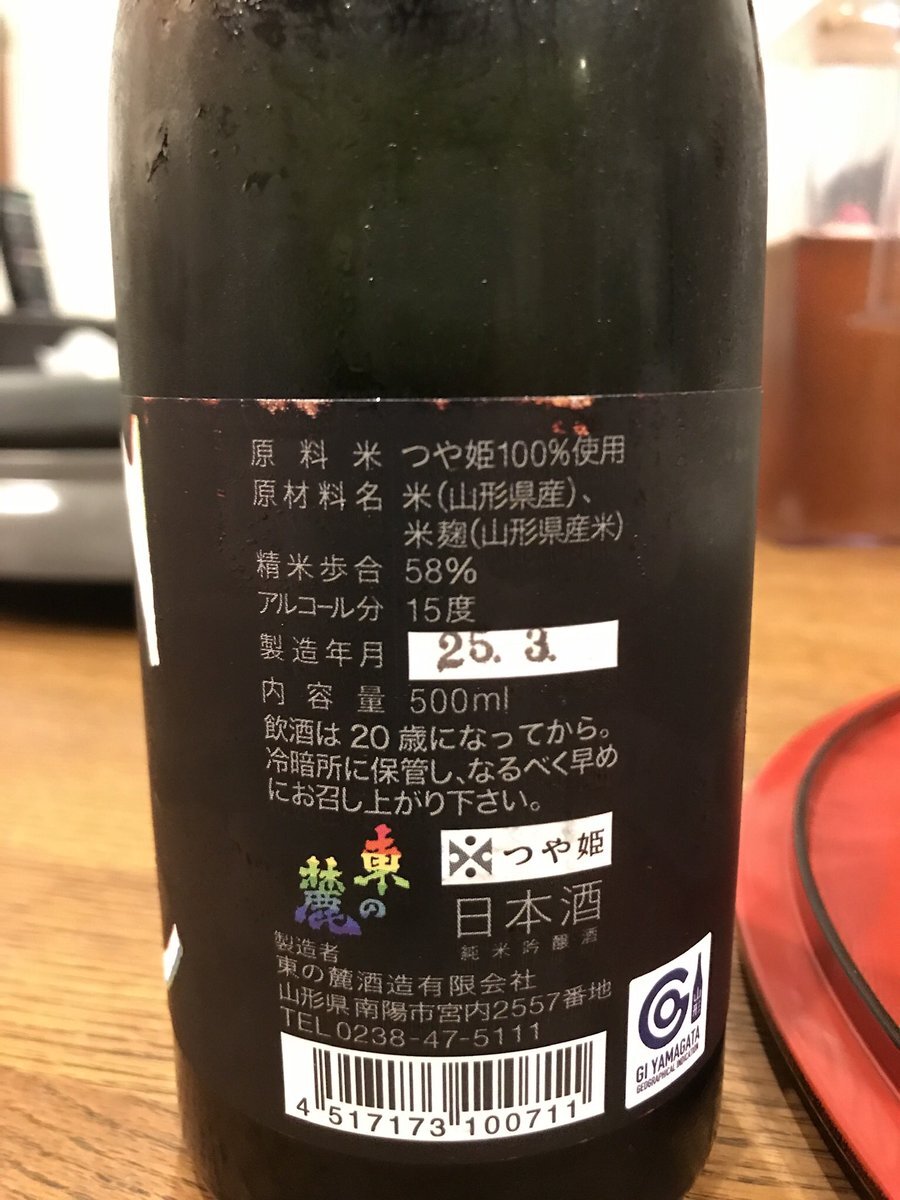 原料米 つや姫100%使用
原材料名 米(山形県産)、
米麹(山形県産米)
精米歩合 58%
アルコール分 15度
製造年月 25. 3.
内容量 500ml
飲酒は20歳になってから。
冷暗所に保管し、なるべく早め
にお召し上がり下さい。
東の麓
つや姫
日本酒
純米吟醸酒
製造者
東の麓酒造有限会社
山形県南陽市宮内2557番地
TEL.0238-47-5111
GI YAMAGATA
GEOGRAPHICAL INDICATION
4 517173 100711